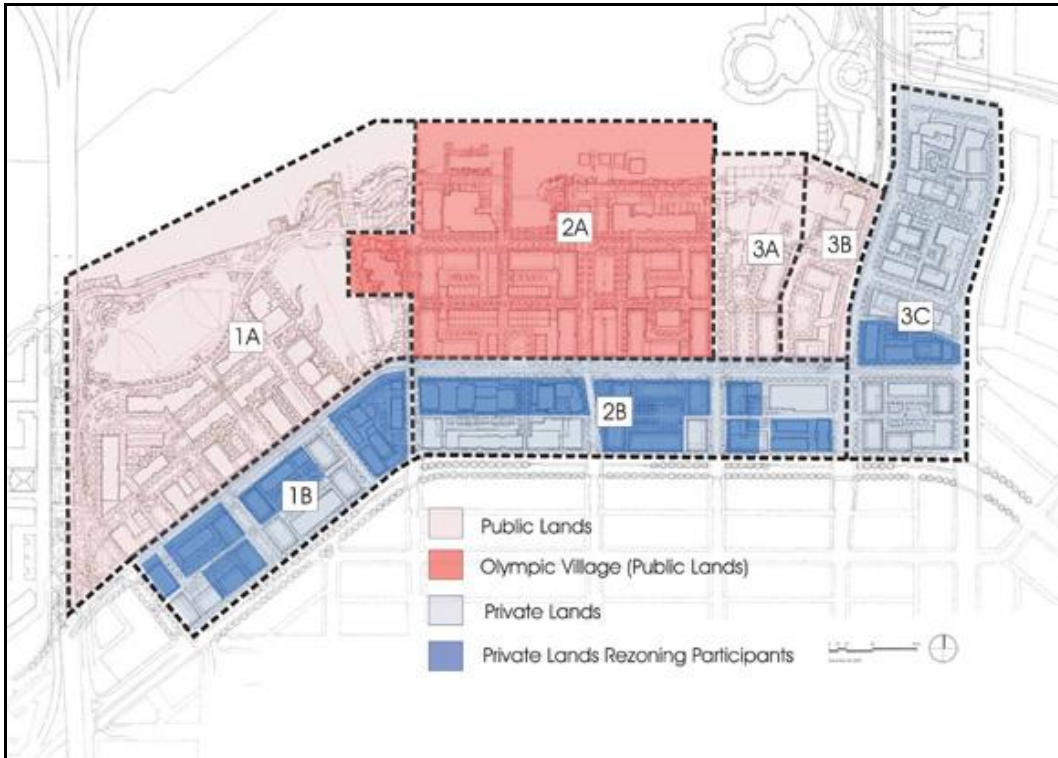 2A
3A
3B
1A
3C
2B
1B
Public Lands
Olympic Village (Public Lands)
Private Lands
Private Lands Rezoning Participants